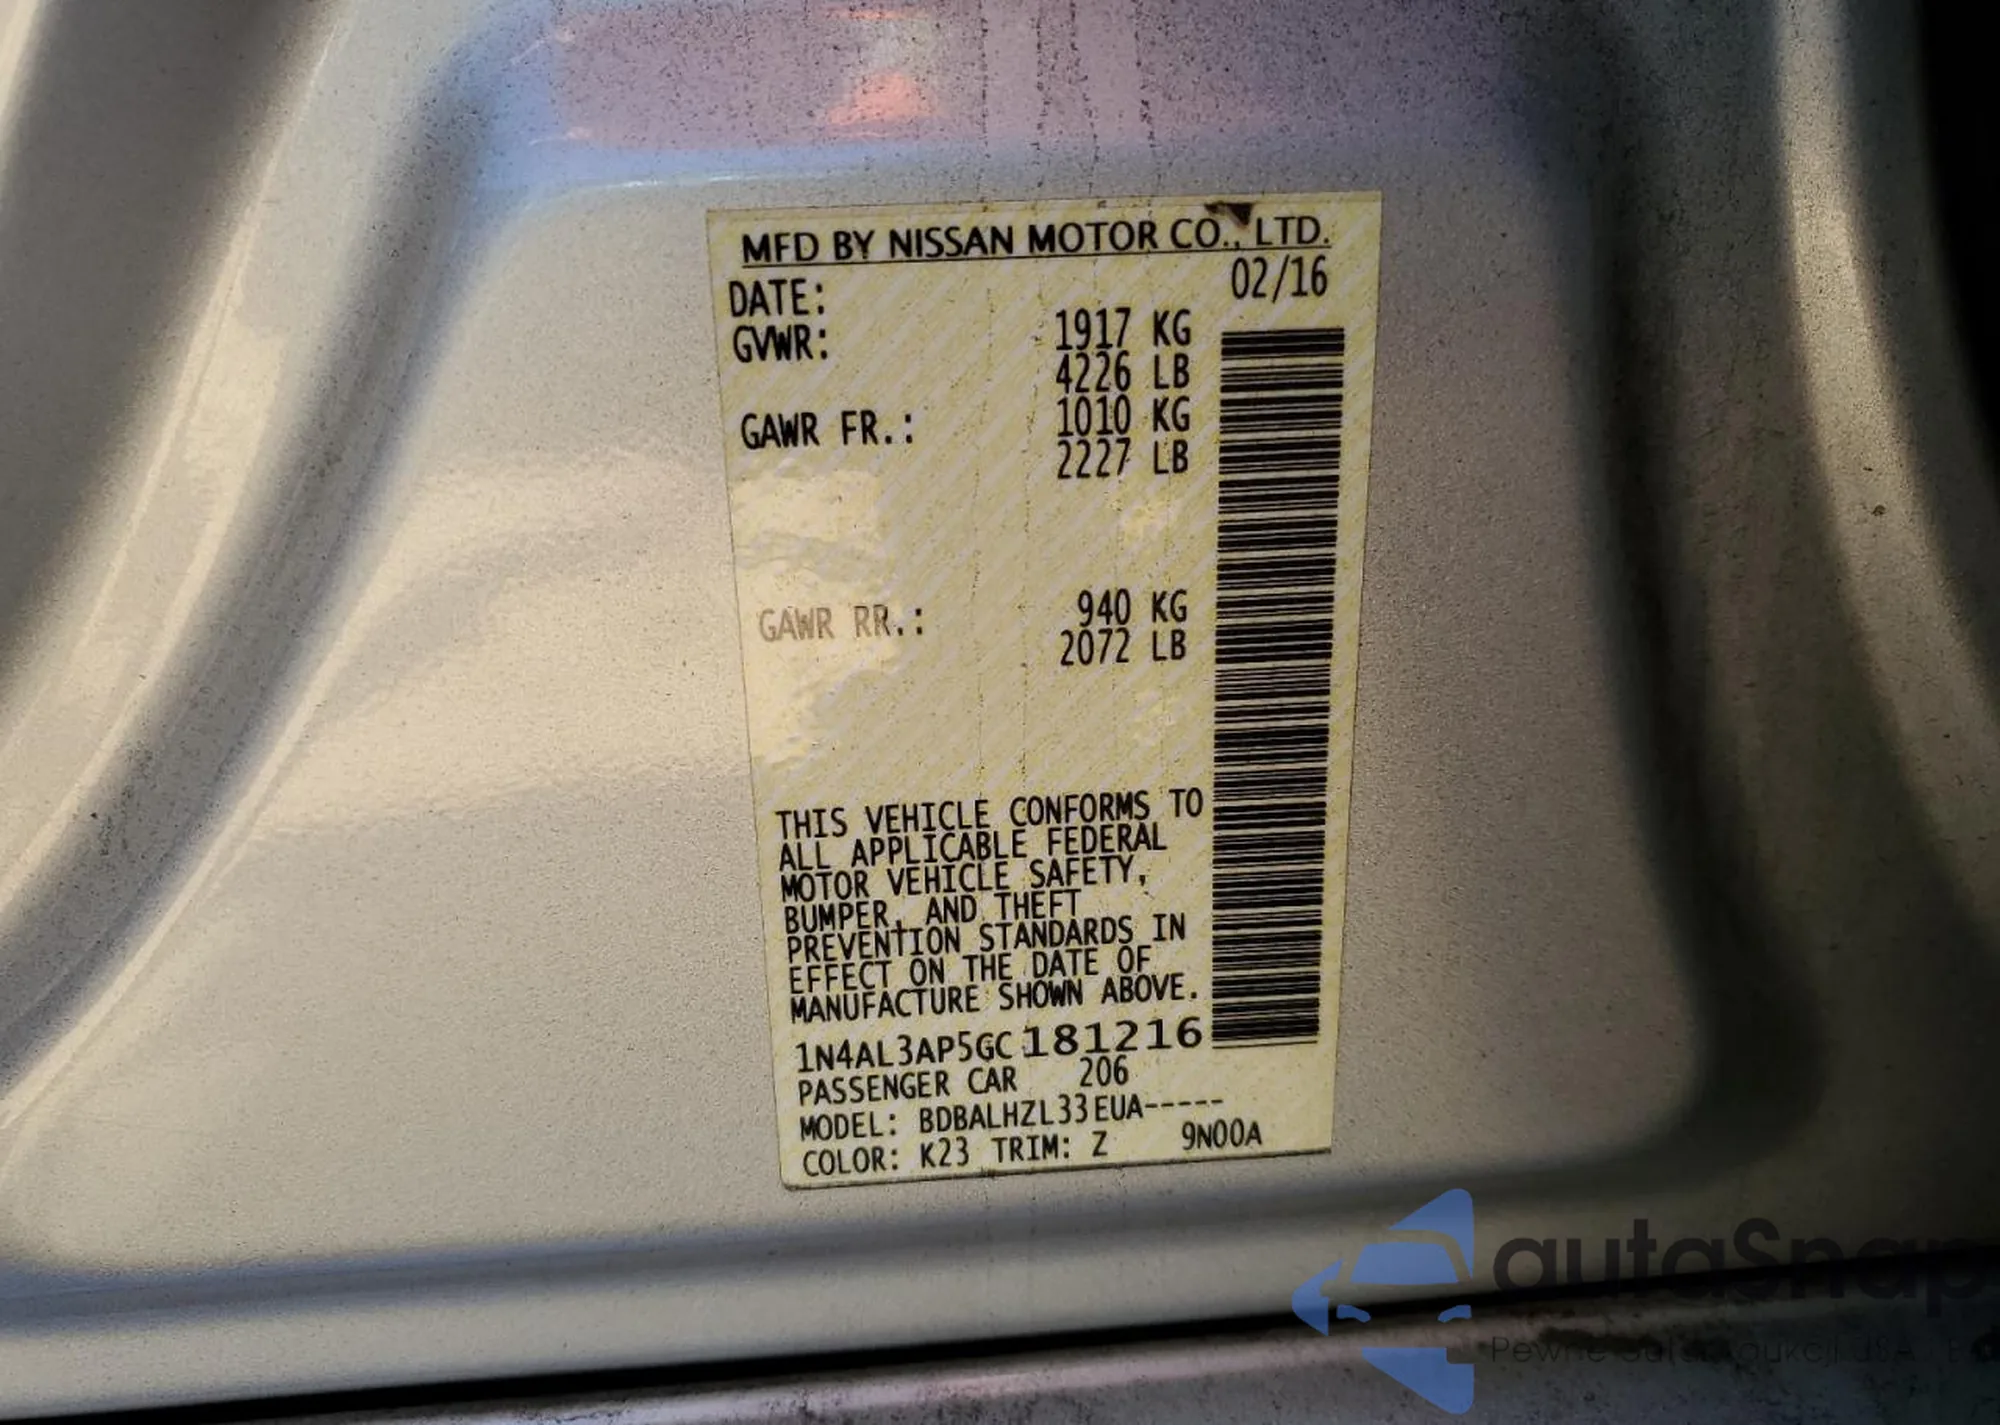 MFD BY NISSAN MOTOR CO., LTD.
DATE: 02/16
GVWR: 1917 KG
4226 LB
GAWR FR.: 1010 KG
2227 LB
GAWR RR.: 940 KG
2072 LB
THIS VEHICLE CONFORMS TO
ALL APPLICABLE FEDERAL
MOTOR VEHICLE SAFETY,
BUMPER, AND THEFT
PREVENTION STANDARDS IN
EFFECT ON THE DATE OF
MANUFACTURE SHOWN ABOVE.
1N4AL3AP5GC181216
PASSENGER CAR 206
MODEL: BDBALHZL33EUA-----
COLOR: K23 TRIM: Z 9N00A
autaSnap
Pewne